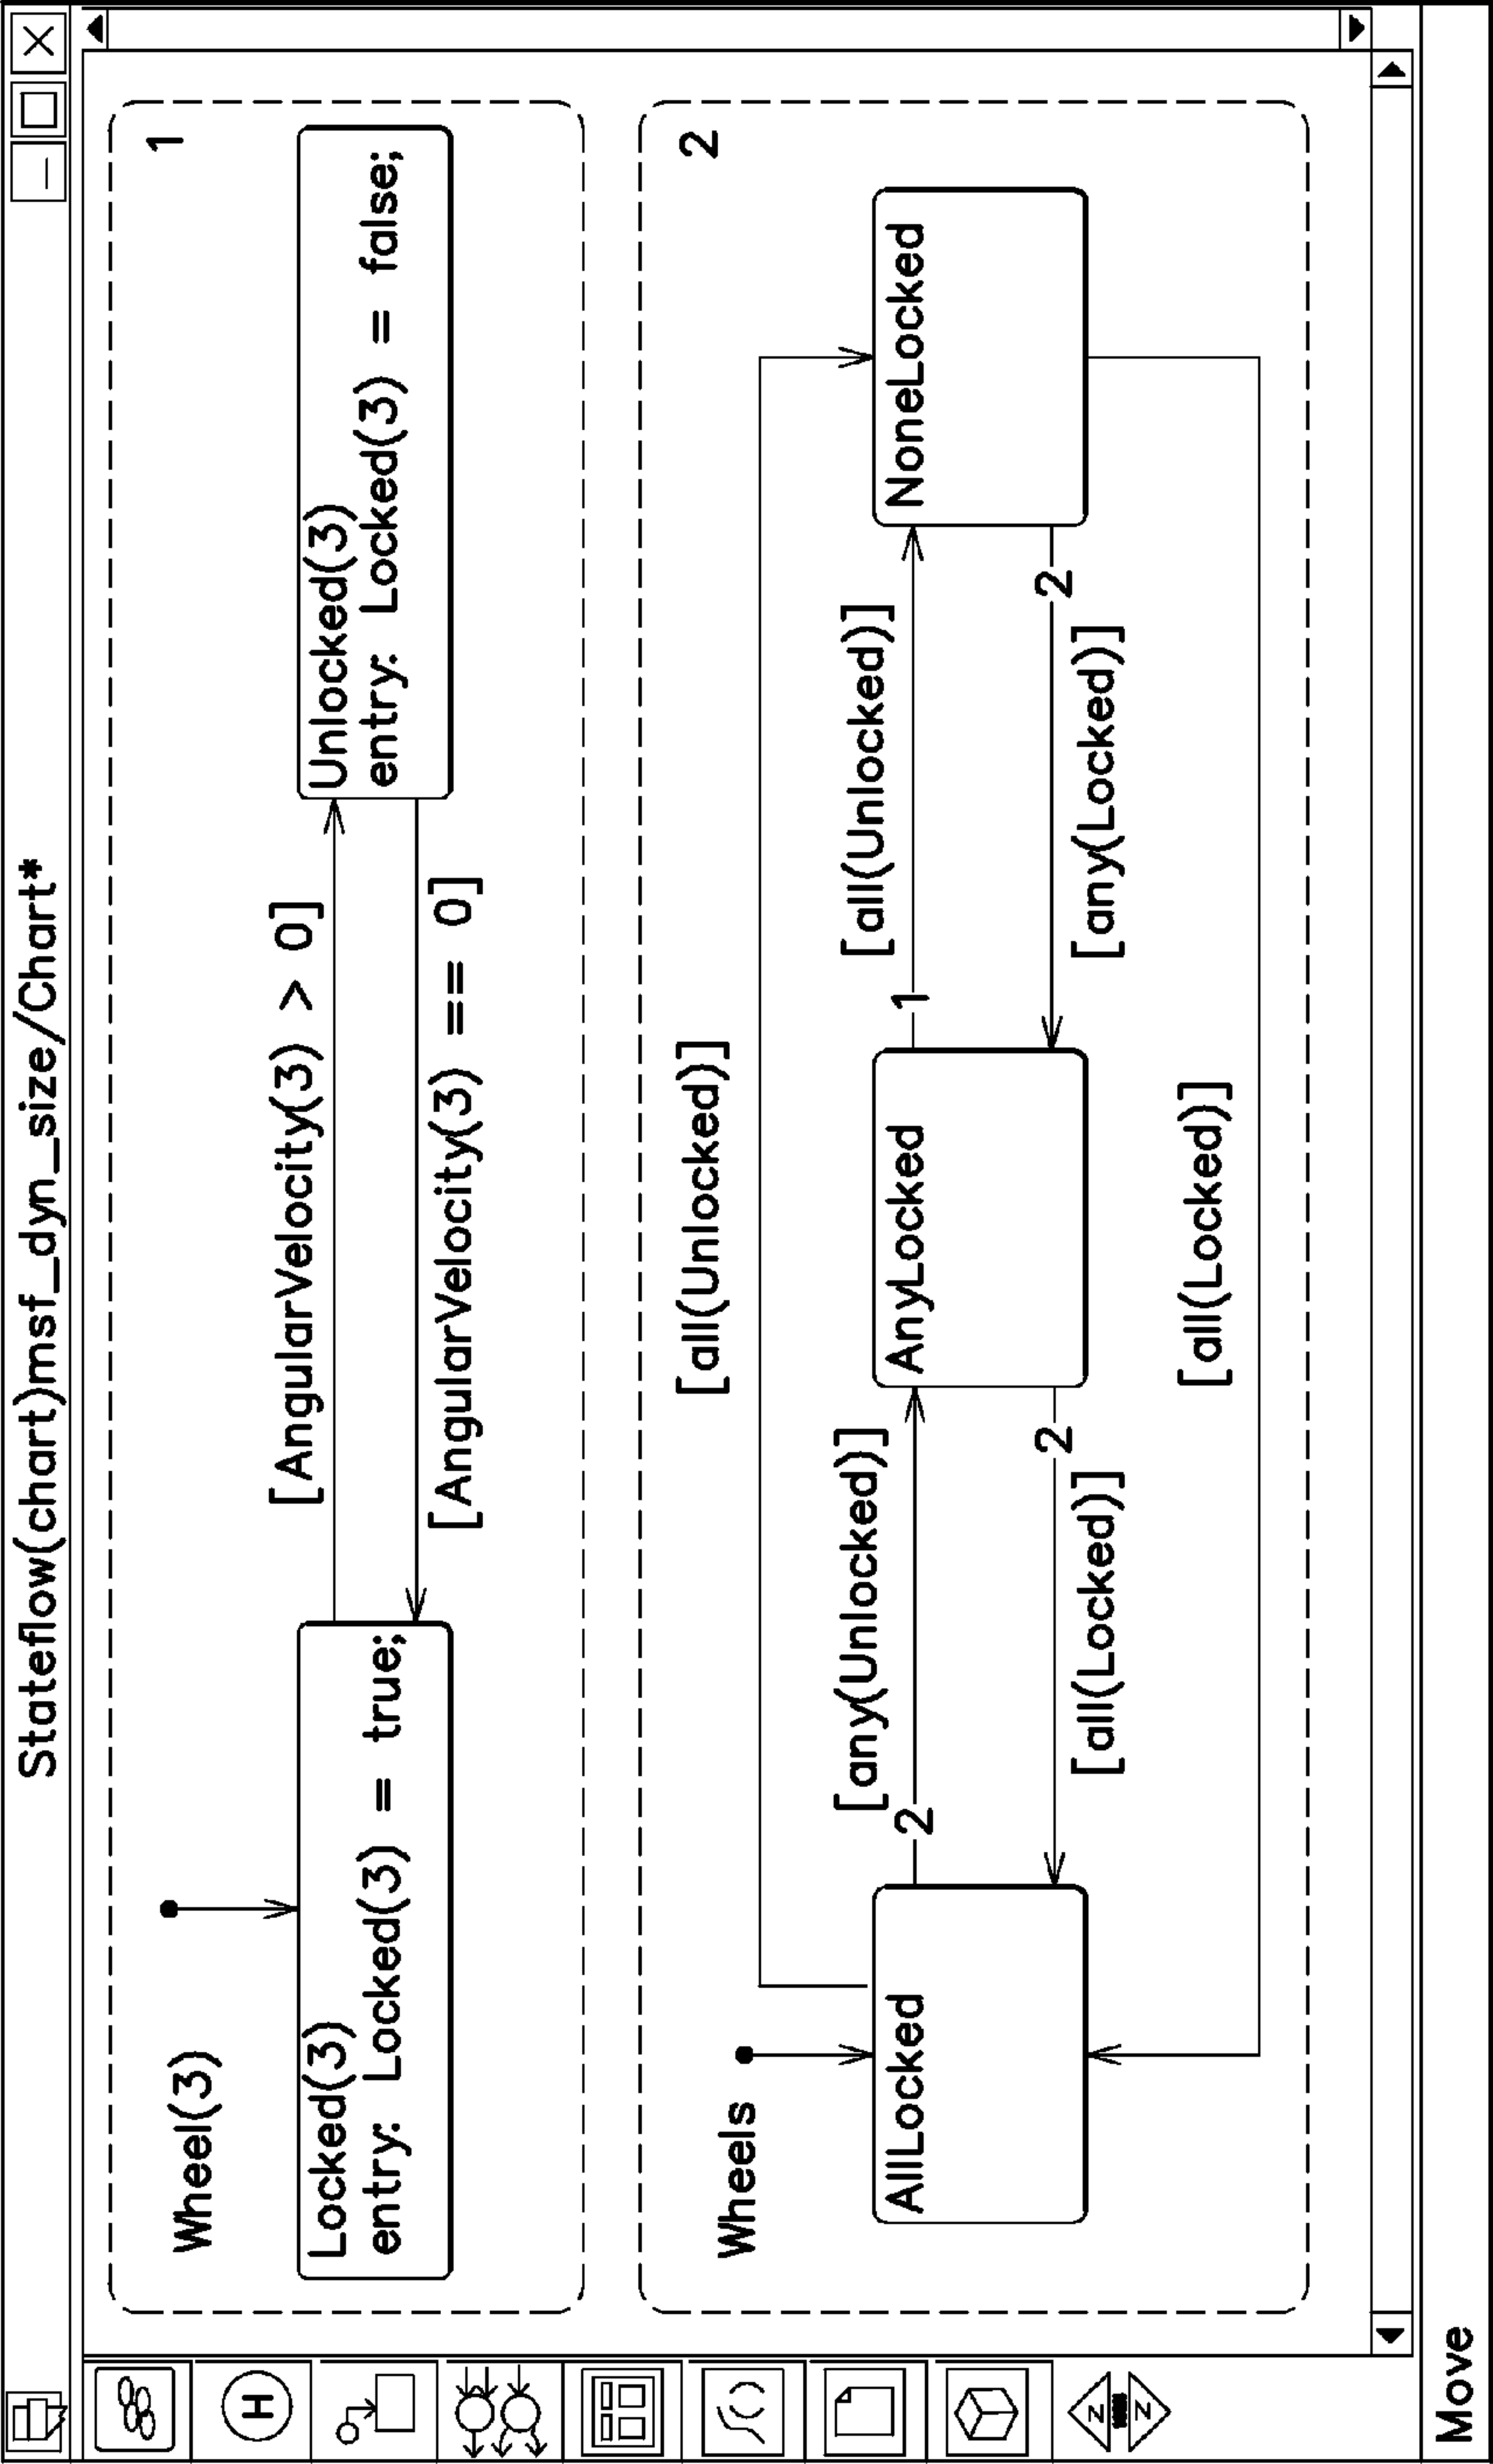 Stateflow(chart)msf_dyn_size/Chart*
Wheel(3)
1
Locked(3)
entry: Locked(3) = true;
[AngularVelocity(3) > 0]
[AngularVelocity(3) == 0]
Unlocked(3)
entry: Locked(3) = false;
Wheels
2
[all(Unlocked)]
AllLocked
2
[any(Unlocked)]
2
[all(Locked)]
AnyLocked
1
[all(Unlocked)]
2
[any(Locked)]
NoneLocked
[all(Locked)]
H
Z
Z
Move